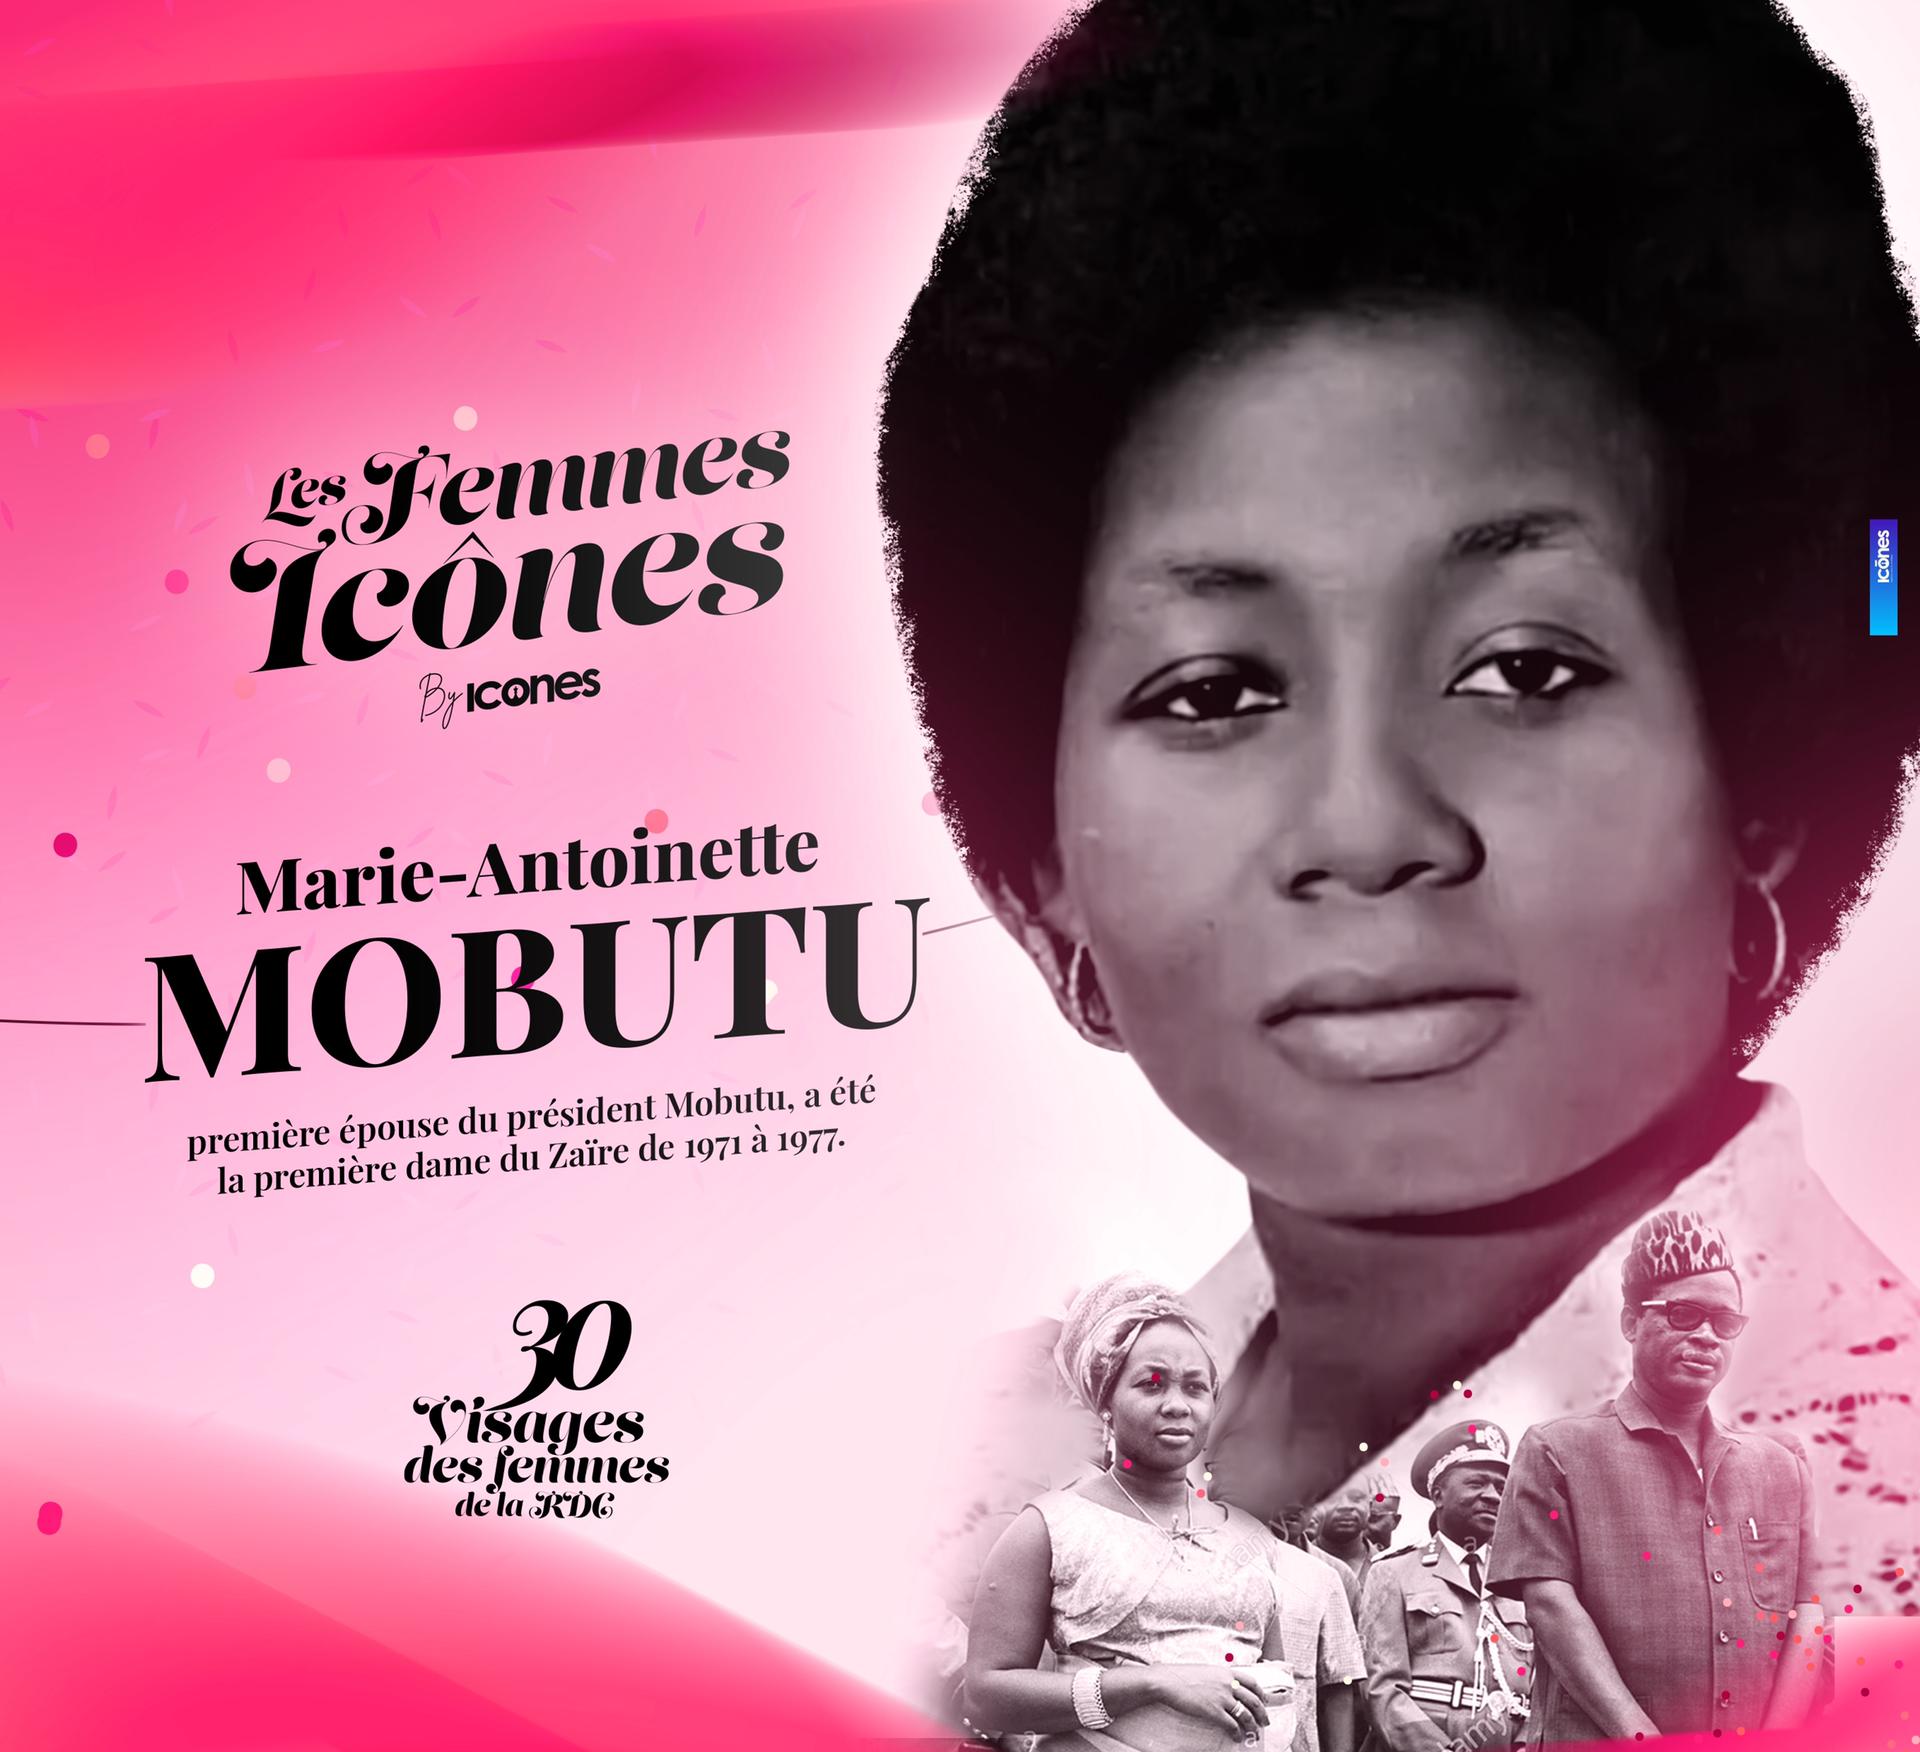 Les Femmes
Icônes
By ICONES
Marie-Antoinette
MOBUTU
première épouse du président Mobutu, a été
la première dame du Zaïre de 1971 à 1977.
30
Visages
des femmes
de la RDC
ICÔNES